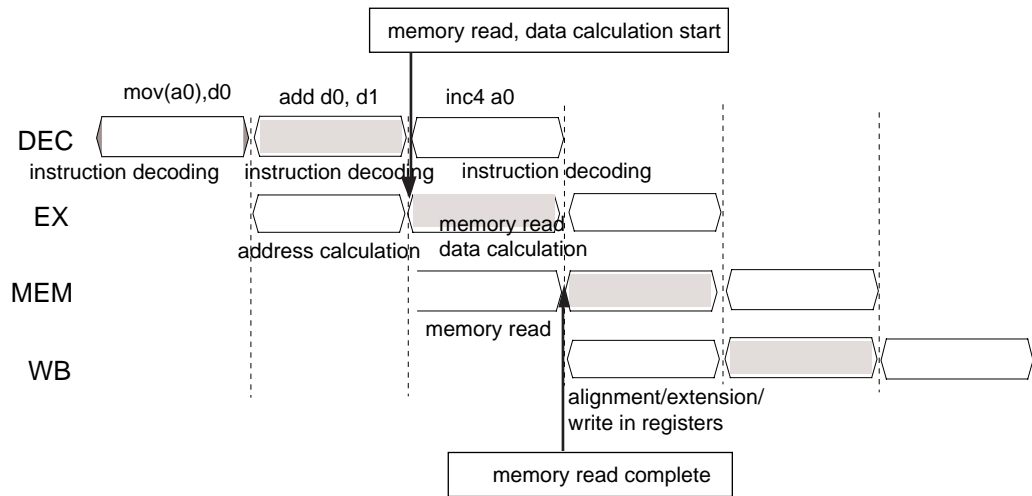 memory read, data calculation start
mov(a0),d0
add d0, d1
inc4 a0
DEC
instruction decoding
instruction decoding
instruction decoding
EX
memory read
data calculation
address calculation
MEM
memory read
WB
alignment/extension/
write in registers
memory read complete